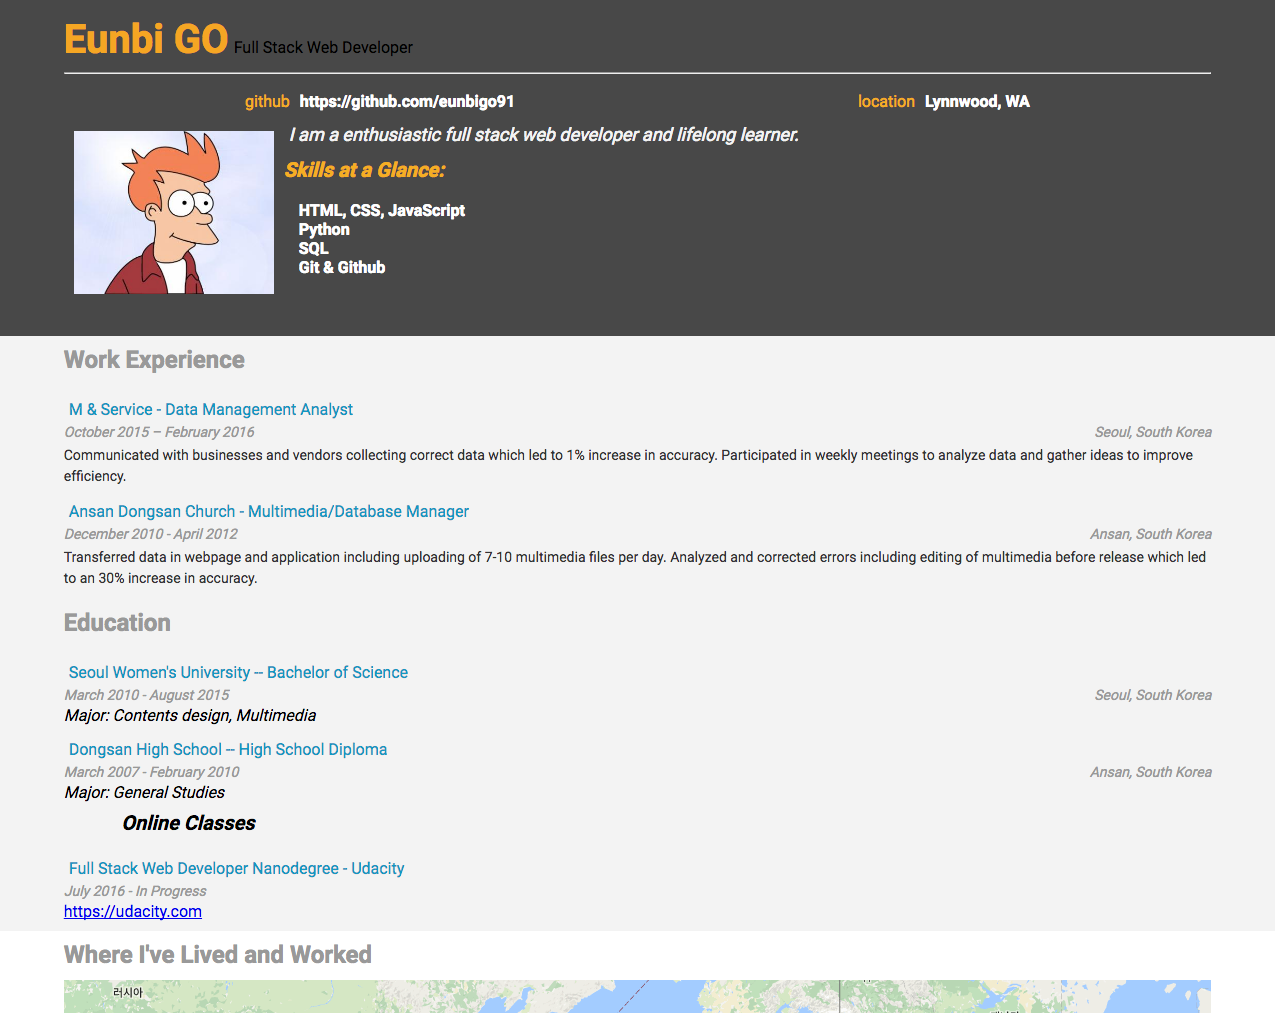 Eunbi GO Full Stack Web Developer
github https://github.com/eunbigo91 location Lynnwood, WA
I am a enthusiastic full stack web developer and lifelong learner.
Skills at a Glance:
HTML, CSS, JavaScript
Python
SQL
Git & Github
Work Experience
M & Service - Data Management Analyst
October 2015 – February 2016 Seoul, South Korea
Communicated with businesses and vendors collecting correct data which led to 1% increase in accuracy. Participated in weekly meetings to analyze data and gather ideas to improve
efficiency.
Ansan Dongsan Church - Multimedia/Database Manager
December 2010 - April 2012 Ansan, South Korea
Transferred data in webpage and application including uploading of 7-10 multimedia files per day. Analyzed and corrected errors including editing of multimedia before release which led
to an 30% increase in accuracy.
Education
Seoul Women's University -- Bachelor of Science
March 2010 - August 2015 Seoul, South Korea
Major: Contents design, Multimedia
Dongsan High School -- High School Diploma
March 2007 - February 2010 Ansan, South Korea
Major: General Studies
Online Classes
Full Stack Web Developer Nanodegree - Udacity
July 2016 - In Progress
https://udacity.com
Where I've Lived and Worked
러시아